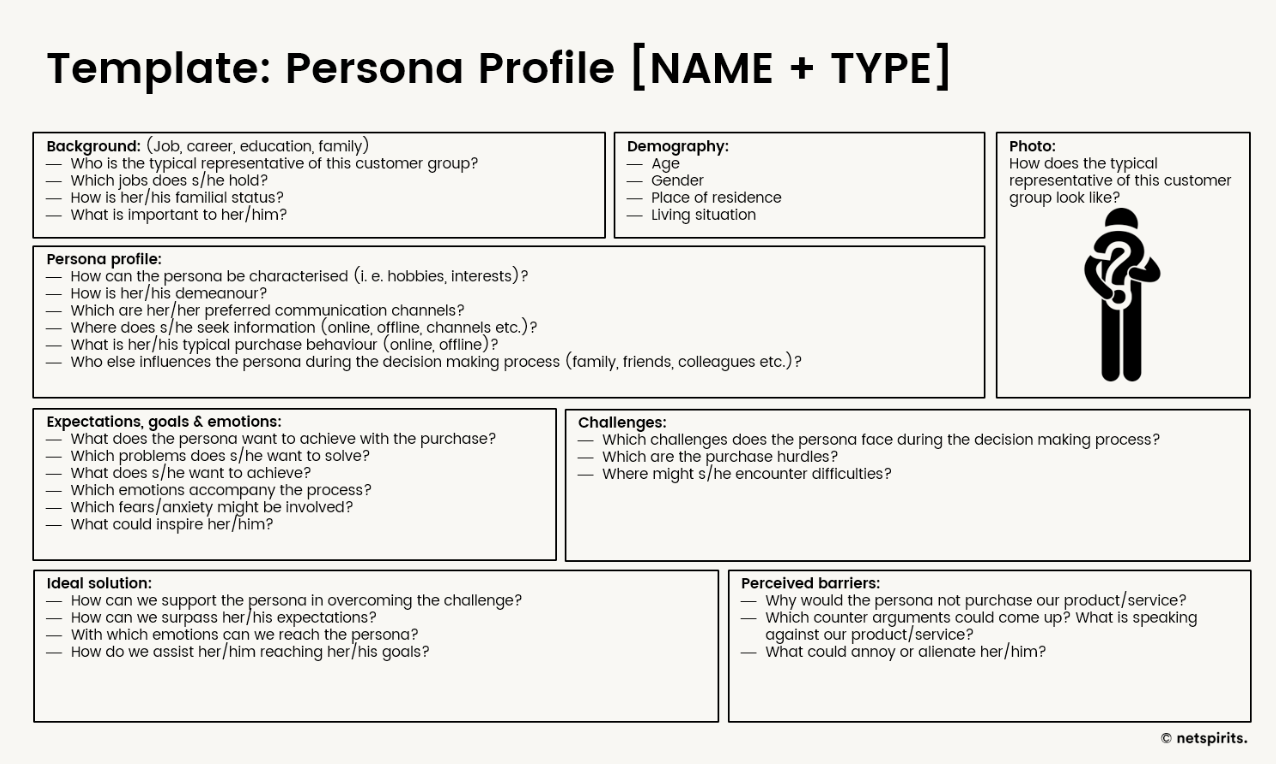 Template: Persona Profile [NAME + TYPE]
Background: (Job, career, education, family)
— Who is the typical representative of this customer group?
— Which jobs does s/he hold?
— How is her/his familial status?
— What is important to her/him?
Demography:
— Age
— Gender
— Place of residence
— Living situation
Photo:
How does the typical
representative of this customer
group look like?
Persona profile:
— How can the persona be characterised (i. e. hobbies, interests)?
— How is her/his demeanour?
— Which are her/her preferred communication channels?
— Where does s/he seek information (online, offline, channels etc.)?
— What is her/his typical purchase behaviour (online, offline)?
— Who else influences the persona during the decision making process (family, friends, colleagues etc.)?
Expectations, goals & emotions:
— What does the persona want to achieve with the purchase?
— Which problems does s/he want to solve?
— What does s/he want to achieve?
— Which emotions accompany the process?
— Which fears/anxiety might be involved?
— What could inspire her/him?
Challenges:
— Which challenges does the persona face during the decision making process?
— Which are the purchase hurdles?
— Where might s/he encounter difficulties?
Ideal solution:
— How can we support the persona in overcoming the challenge?
— How can we surpass her/his expectations?
— With which emotions can we reach the persona?
— How do we assist her/him reaching her/his goals?
Perceived barriers:
— Why would the persona not purchase our product/service?
— Which counter arguments could come up? What is speaking
against our product/service?
— What could annoy or alienate her/him?
© netspirits.